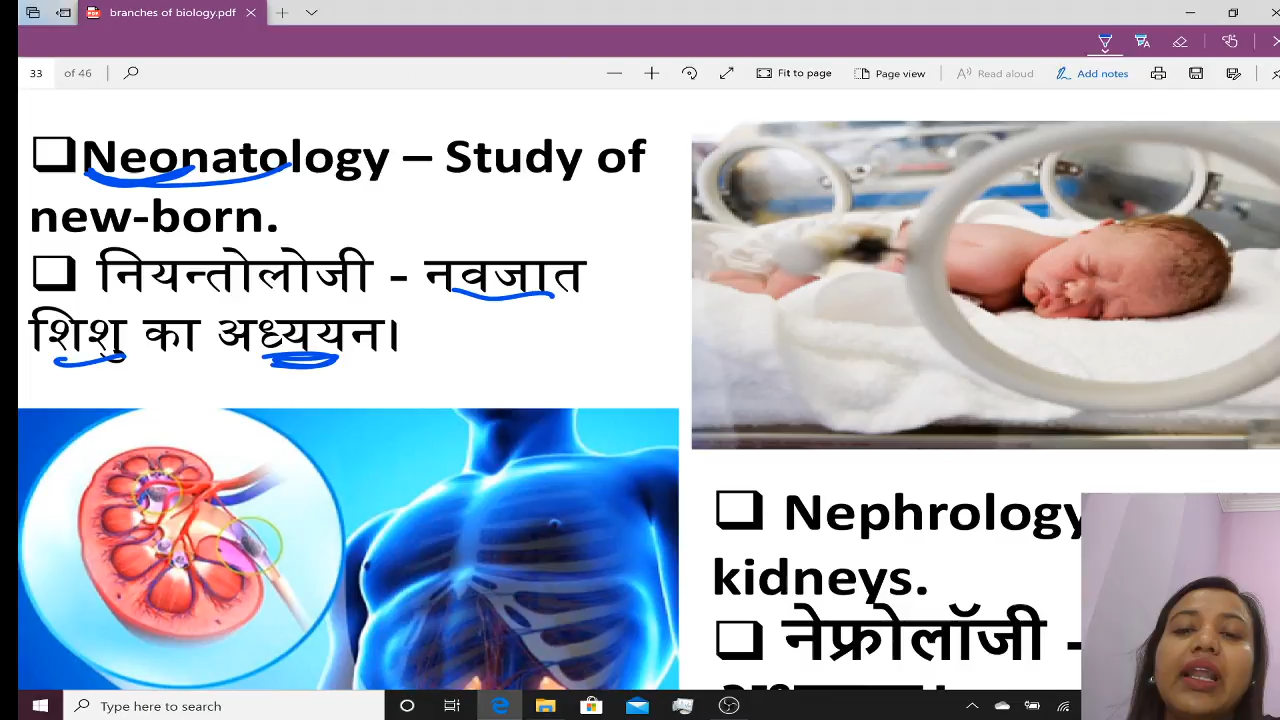 branches of biology.pdf
33 of 46
Fit to page
Page view
Read aloud
Add notes
Neonatology – Study of
new-born.
नियन्तोलोजी - नवजात
शिशु का अध्ययन।
Nephrology
kidneys.
नेफ्रोलॉजी -
Type here to search